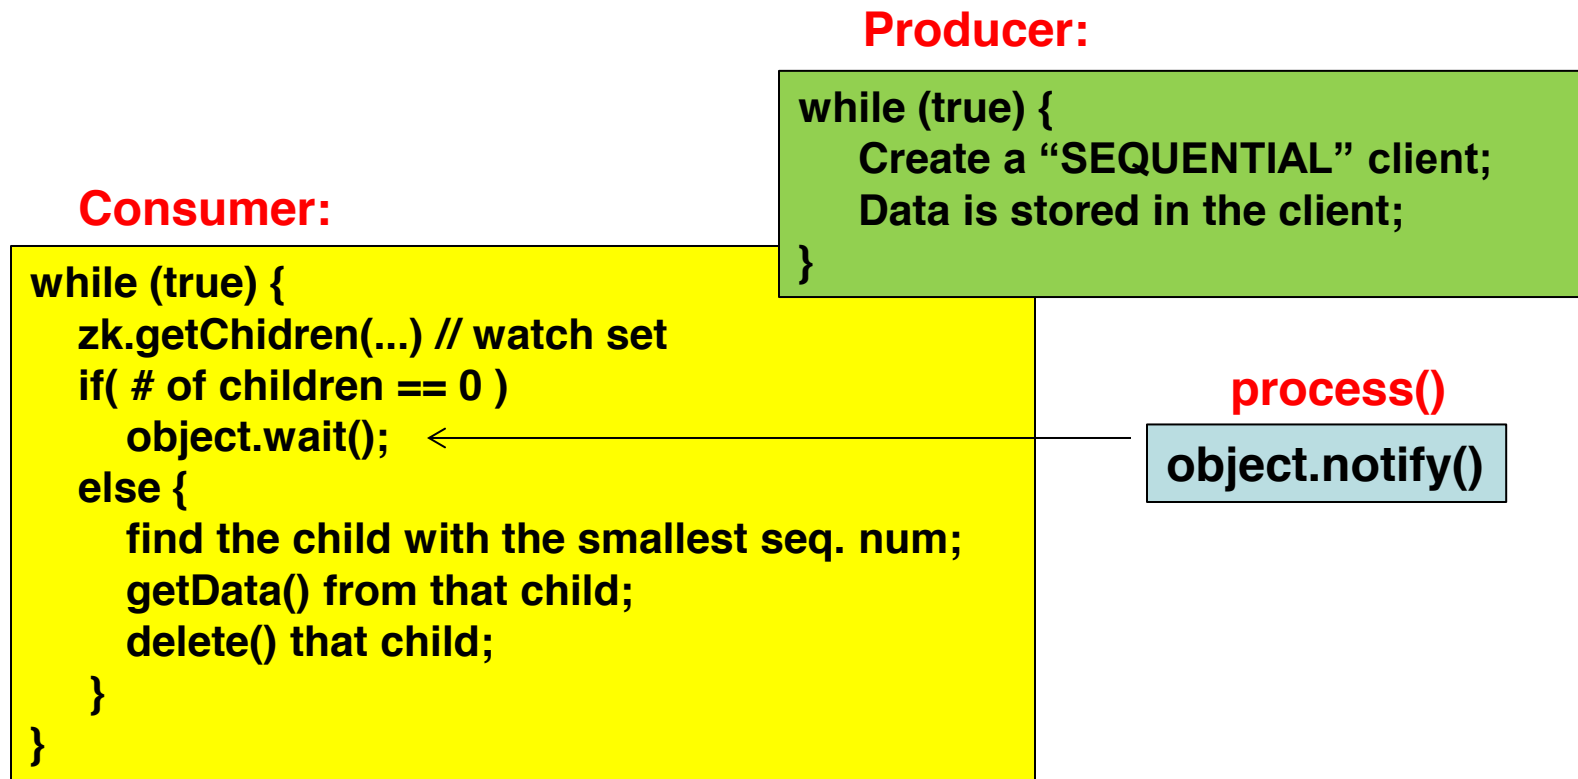 Producer:
while (true) {
Create a “SEQUENTIAL” client;
Data is stored in the client;
}
Consumer:
while (true) {
zk.getChidren(...) // watch set
if( # of children == 0 )
object.wait();
else {
find the child with the smallest seq. num;
getData() from that child;
delete() that child;
}
}
process()
object.notify()